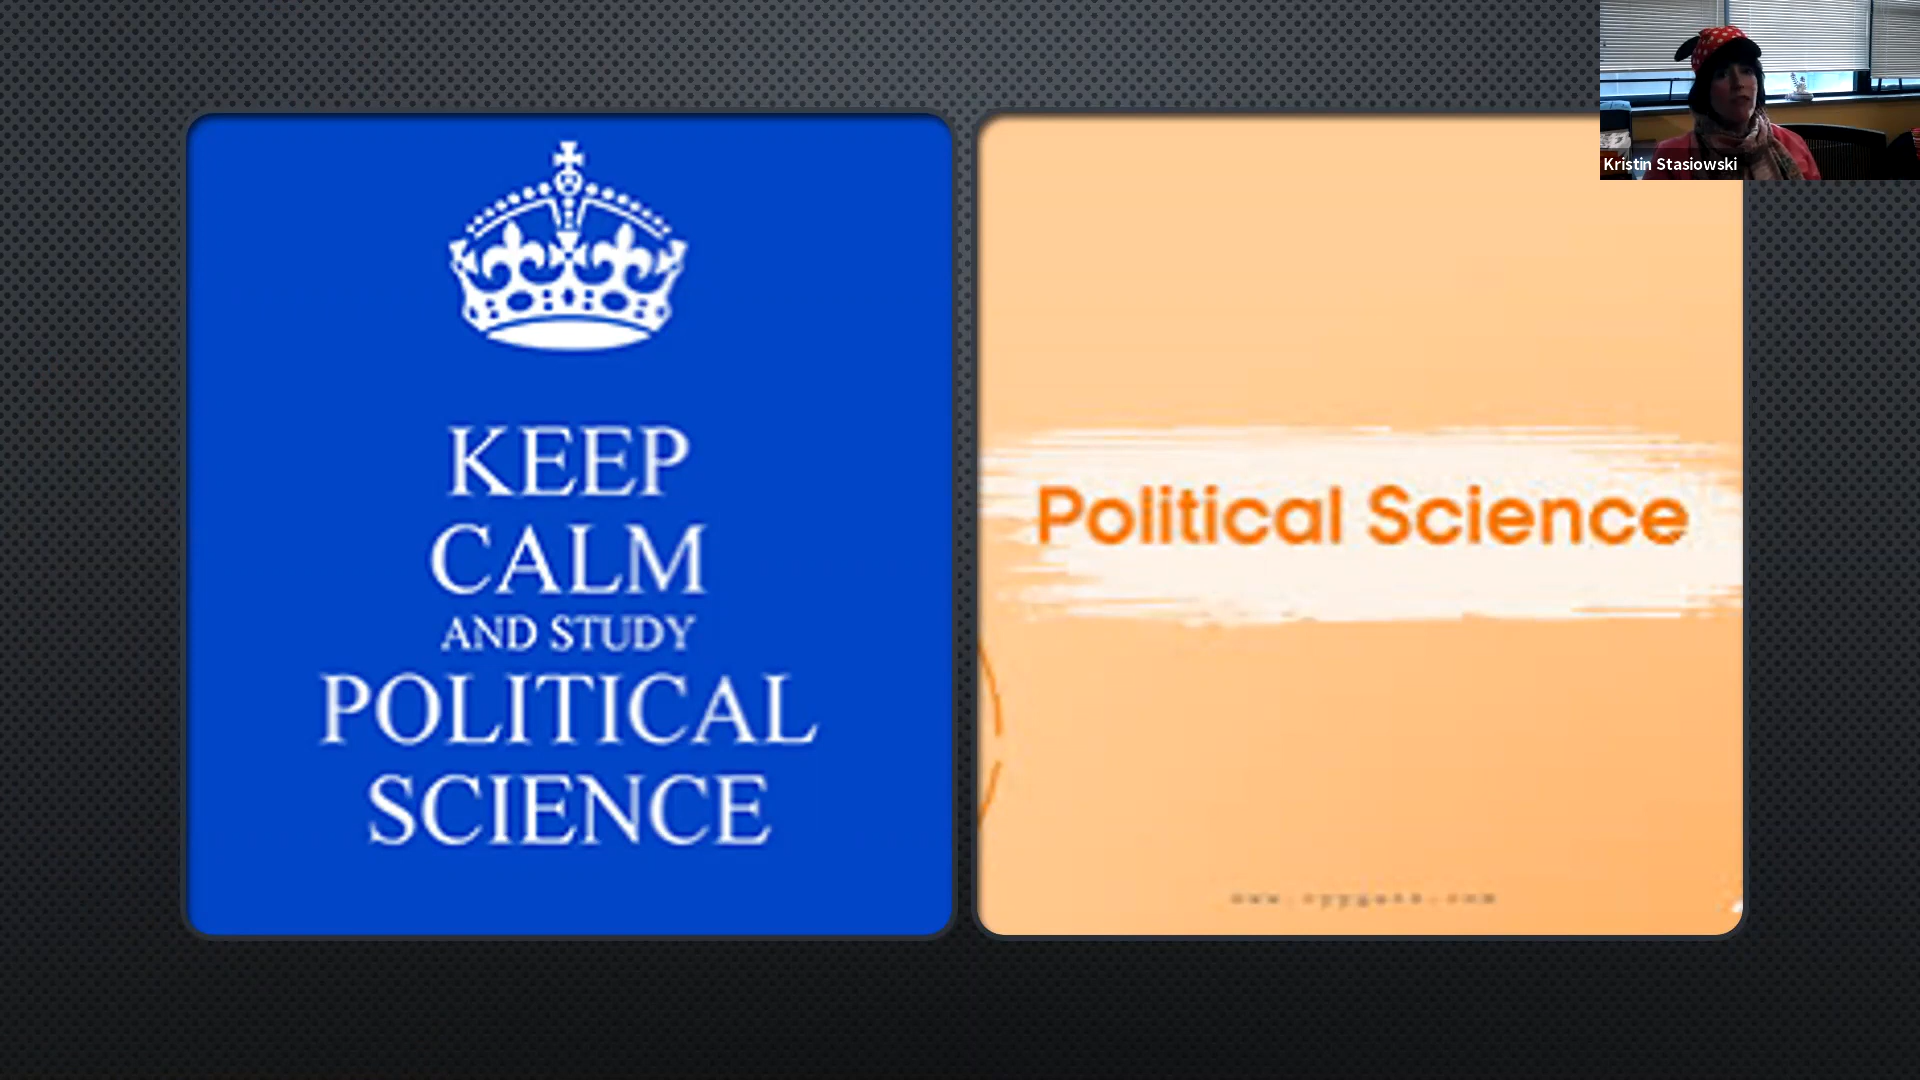 KEEP
CALM
AND STUDY
POLITICAL
SCIENCE
Political Science
Kristin Stasiowski